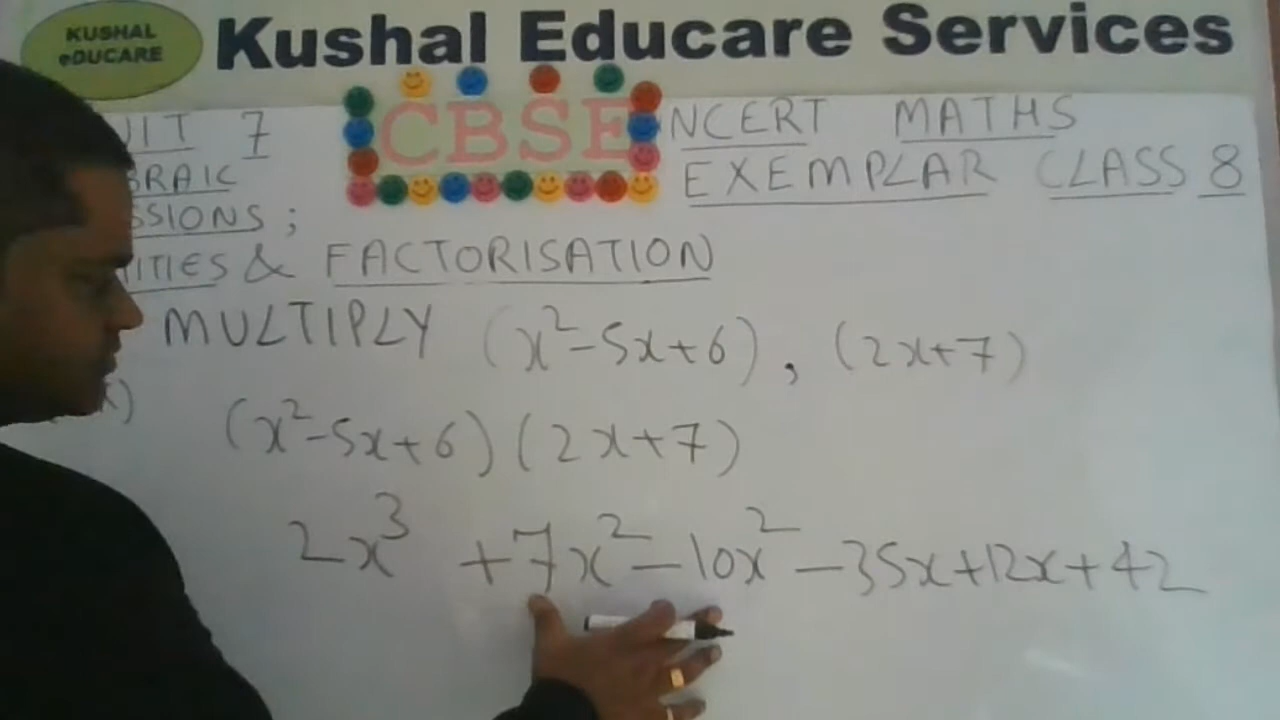 KUSHAL
eDUCARE
Kushal Educare Services
7
CBSE
NCERT MATHS
EXEMPLAR CLASS 8
& FACTORISATION
MULTIPLY (x²-5x+6), (2x+7)
(x²-5x+6)(2x+7)
2x³ +7x²-10x²-35x+12x+42